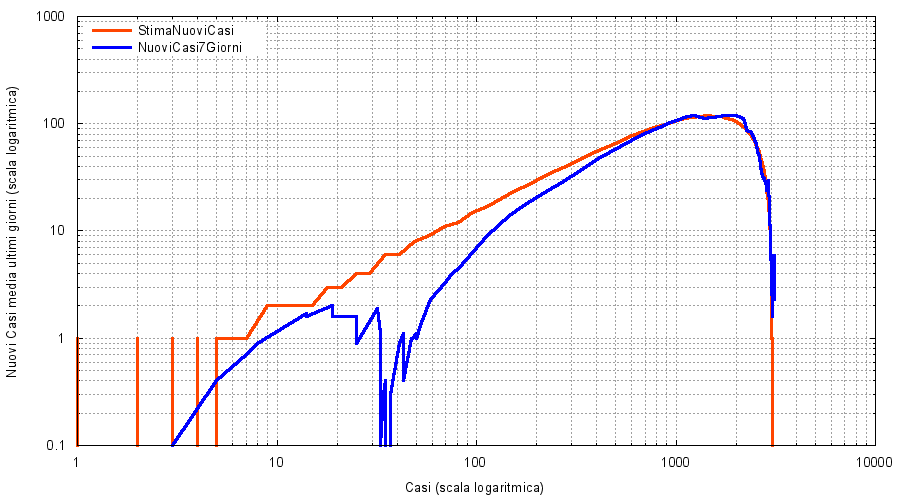 1000
100
10
1
0.1
Nuovi Casi media ultimi giorni (scala logaritmica)
StimaNuoviCasi
NuoviCasi7Giorni
1
10
100
1000
10000
Casi (scala logaritmica)